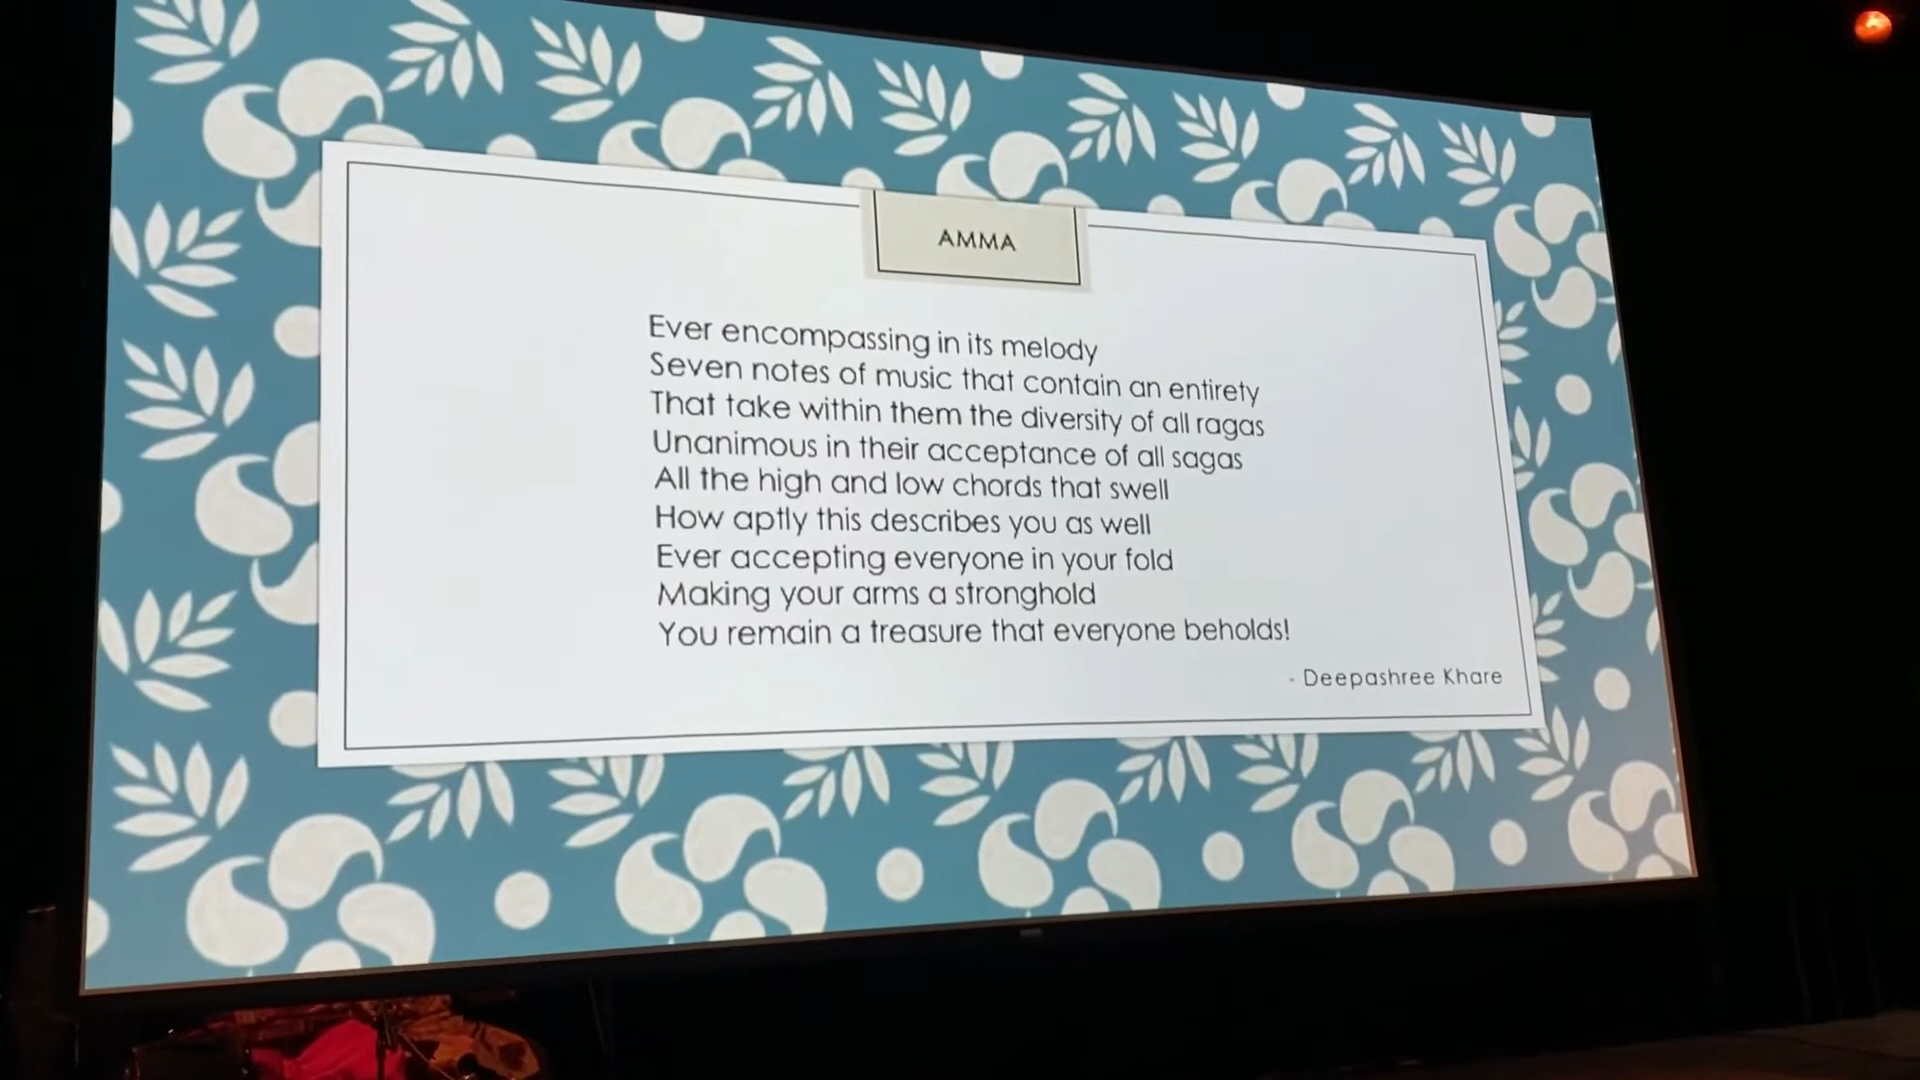 AMMA
Ever encompassing in its melody
Seven notes of music that contain an entirety
That take within them the diversity of all ragas
Unanimous in their acceptance of all sagas
All the high and low chords that swell
How aptly this describes you as well
Ever accepting everyone in your fold
Making your arms a stronghold
You remain a treasure that everyone beholds!
- Deepashree Khare